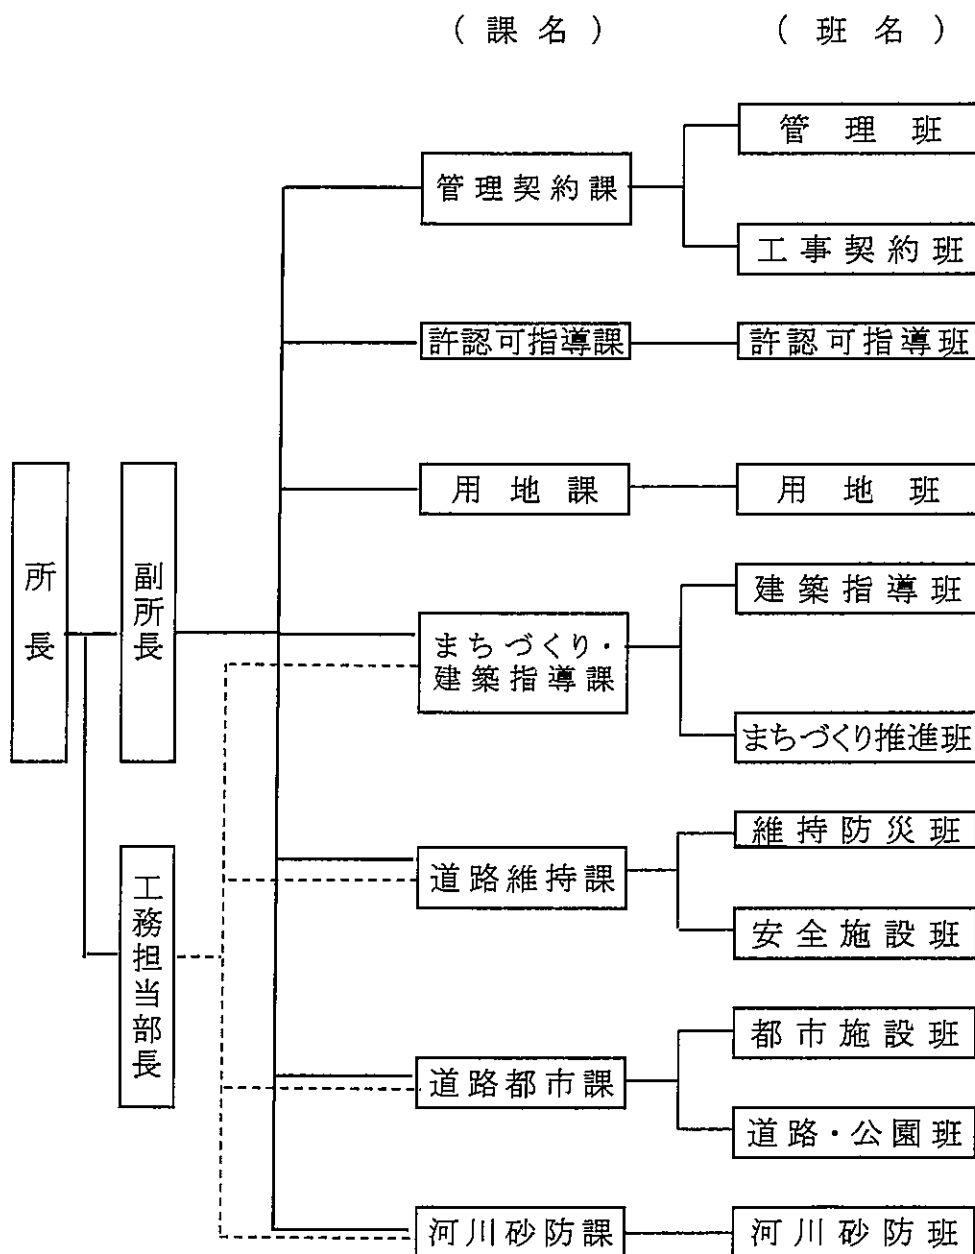 (課名) (班名)
管理班
管理契約課
工事契約班
許認可指導課 許認可指導班
用地課 用地班
所長
副所長
建築指導班
まちづくり・
建築指導課
まちづくり推進班
維持防災班
道路維持課
安全施設班
工務担当部長
都市施設班
道路都市課
道路・公園班
河川砂防課 河川砂防班